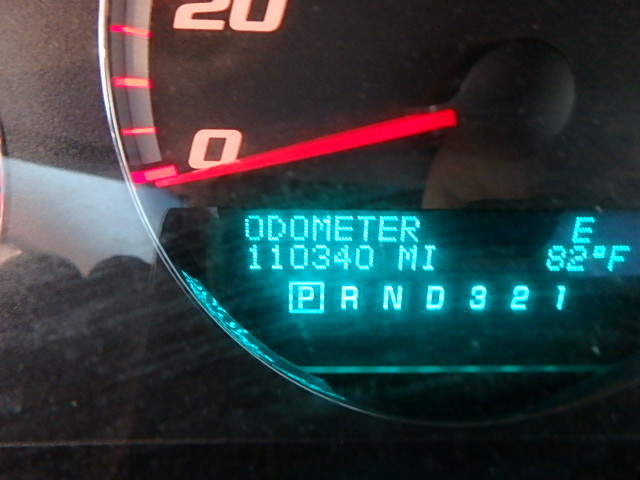 20
0
ODOMETER E
110340 MI 82°F
P R N D 3 2 1